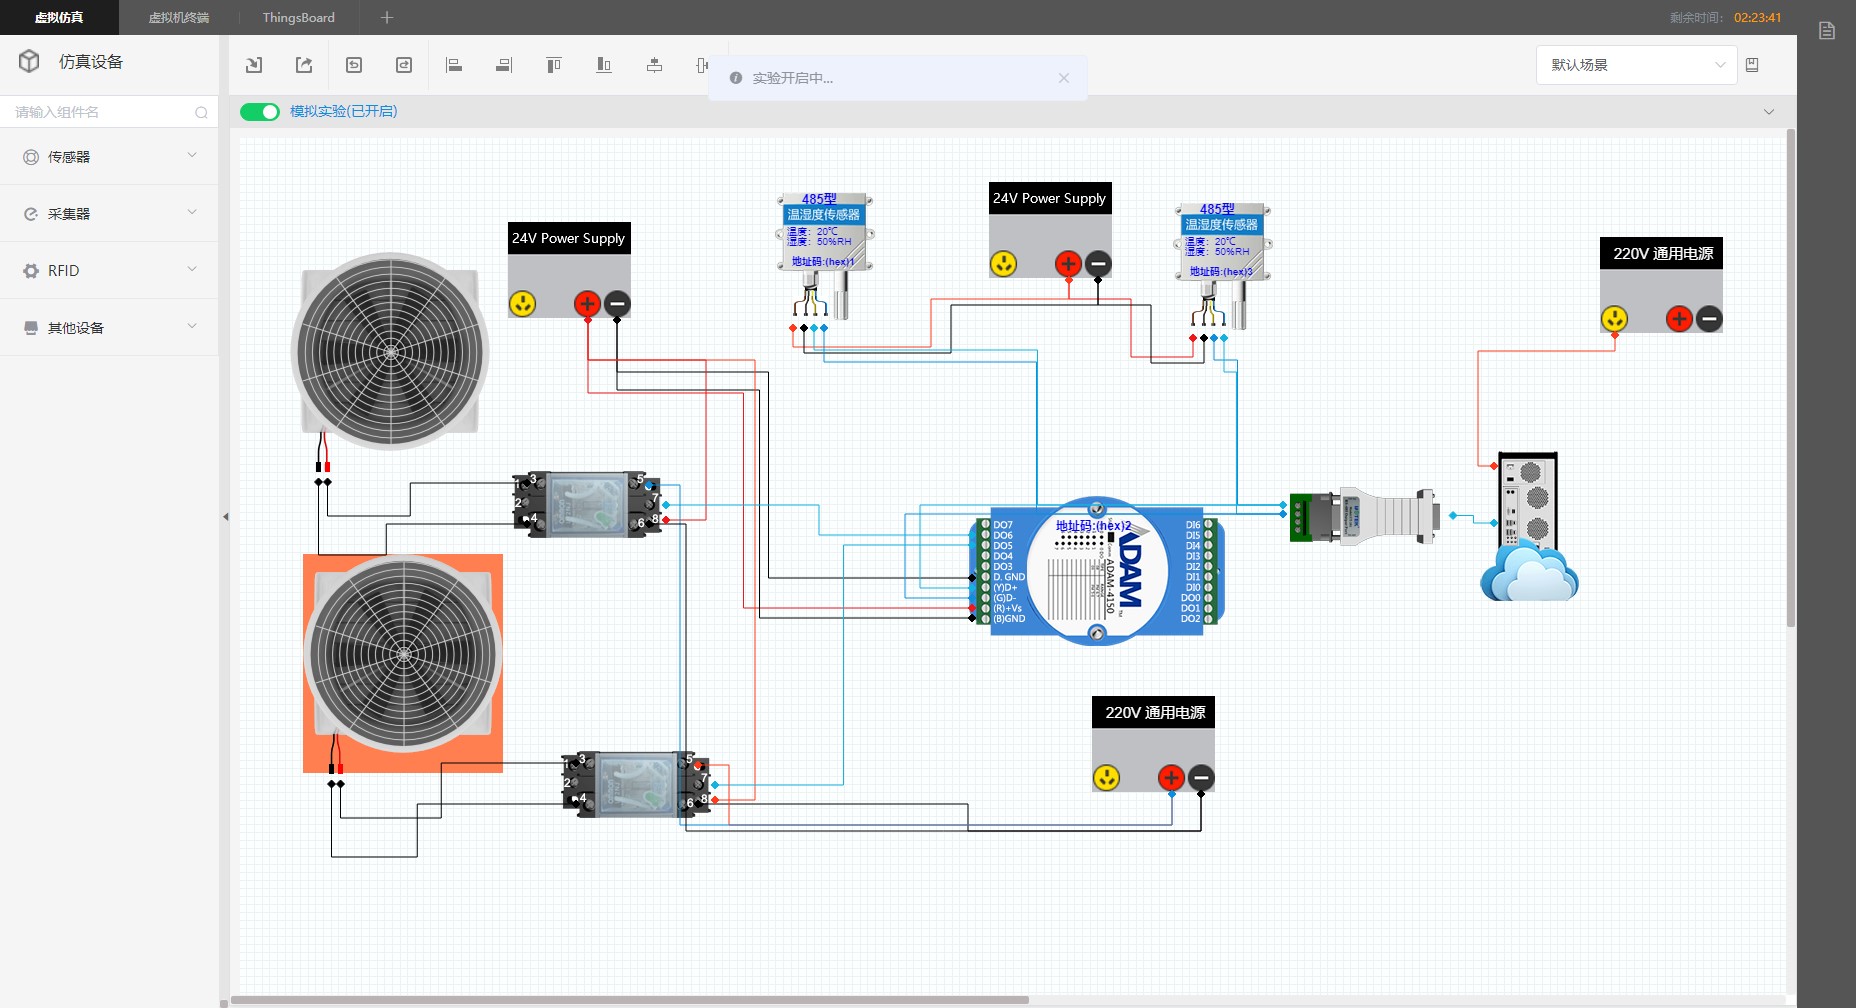 虚拟仿真
虚拟机终端
ThingsBoard
剩余时间:
02:23:41
仿真设备
实验开启中...
默认场景
请输入组件名
模拟实验(已开启)
传感器
采集器
RFID
其他设备
24V Power Supply
485型
温湿度传感器
温度: 20℃
湿度: 50%RH
地址码:(hex)1
24V Power Supply
485型
温湿度传感器
温度: 20℃
湿度: 50%RH
地址码:(hex)3
220V 通用电源
3
2
4
5
7
6 8
地址码:(hex)2
DO7
DO6
DO5
DO4
DO3
D. GND
(Y)D+
(G)D-
(R)+Vs
(B)GND
ADAM
ADAM-4150
DI6
DI5
DI4
DI3
DI2
DI1
DI0
DO0
DO1
DO2
220V 通用电源
1 3
2
4
5
7
6 8